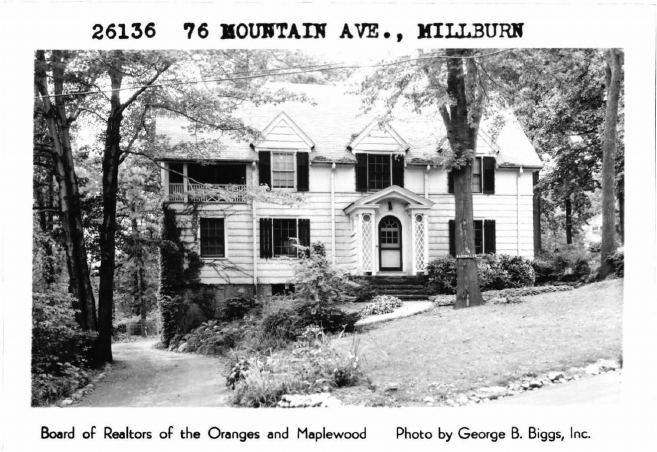 26136 76 MOUNTAIN AVE., MILLBURN
Board of Realtors of the Oranges and Maplewood Photo by George B. Biggs, Inc.